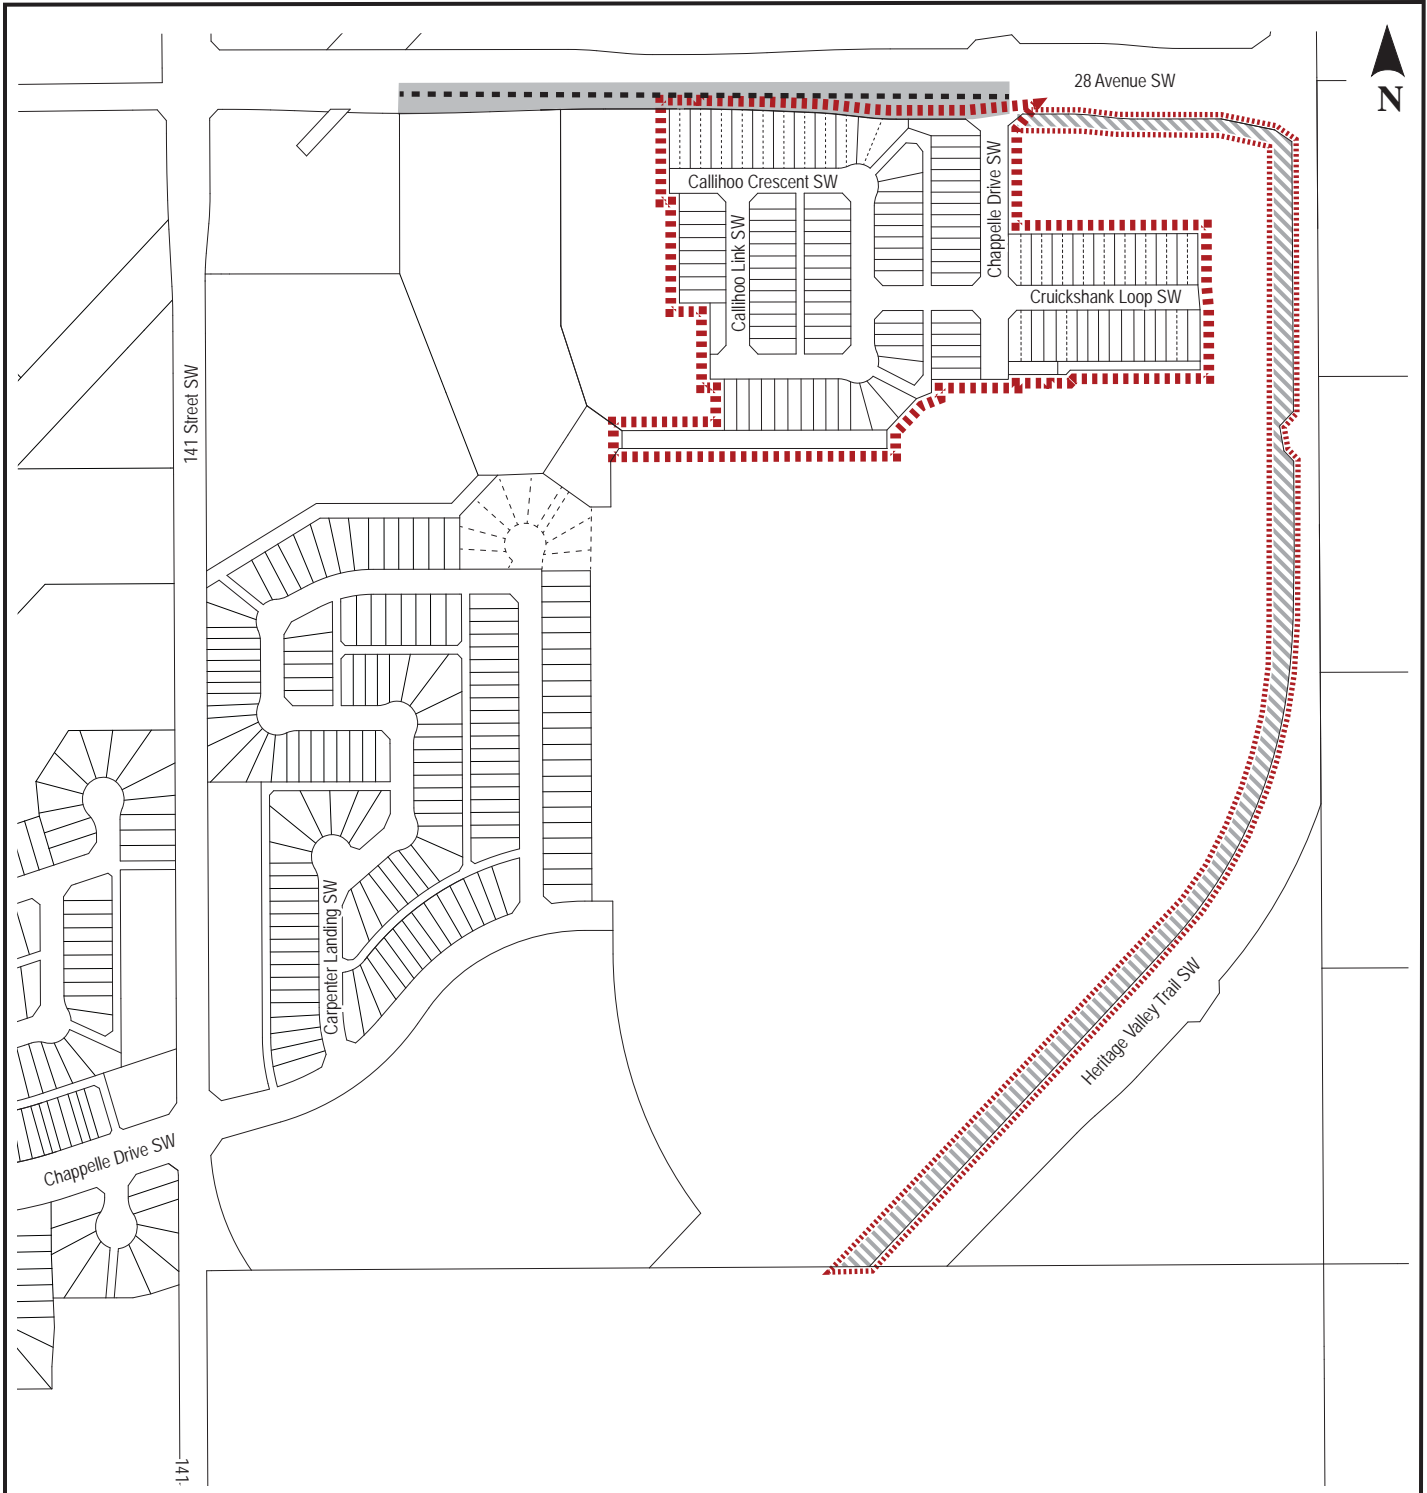 28 Avenue SW
N
Callihoo Crescent SW
Chappelle Drive SW
Callihoo Link SW
Cruickshank Loop SW
141 Street SW
Carpenter Landing SW
Heritage Valley Trail SW
Chappelle Drive SW
141